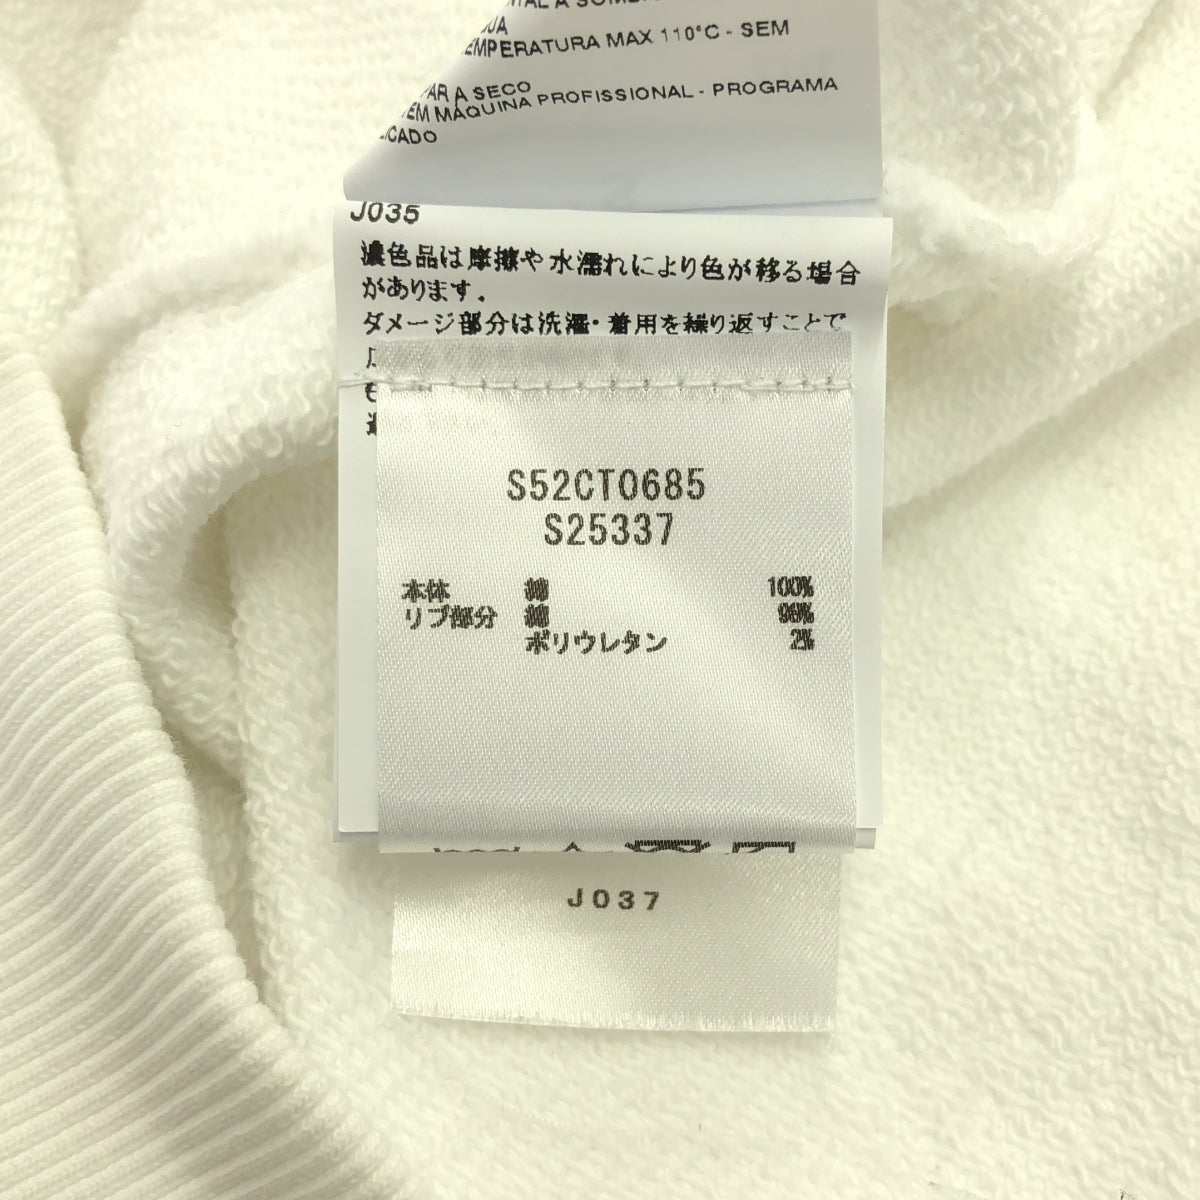 A SOMB
TEMPERATURA MAX 110°C - SEM
A SECO
EM MÁQUINA PROFISSIONAL - PROGRAMA
ICADO
J035
濃色品は摩擦や水濡れにより色が移る場合
があります.
ダメージ部分は洗濯・着用を繰り返すことで
S52CT0685
S25337
本体 綿 100%
リブ部分 綿 98%
ポリウレタン 2%
J037